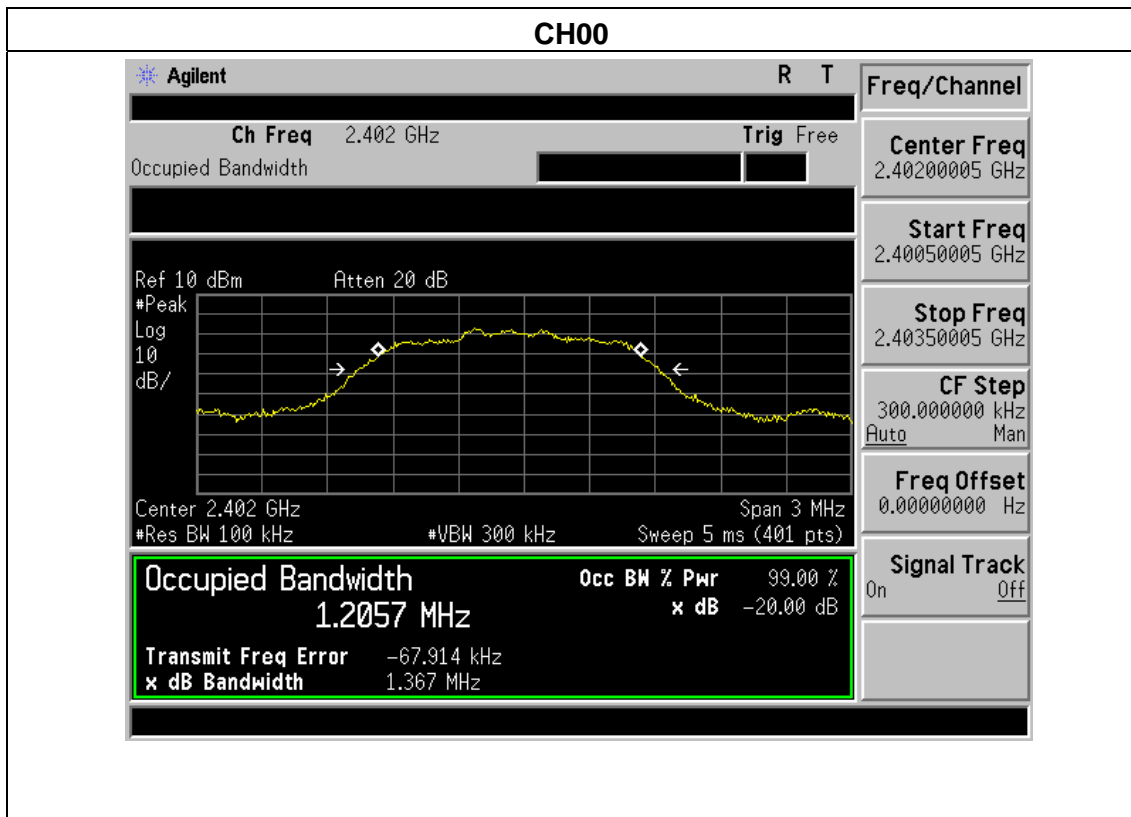 CH00
Agilent R T
Ch Freq 2.402 GHz Trig Free
Occupied Bandwidth
Ref 10 dBm Atten 20 dB
#Peak
Log
10
dB/
Center 2.402 GHz Span 3 MHz
#Res BW 100 kHz #VBW 300 kHz Sweep 5 ms (401 pts)
Occupied Bandwidth Occ BW % Pwr 99.00 %
1.2057 MHz x dB -20.00 dB
Transmit Freq Error -67.914 kHz
x dB Bandwidth 1.367 MHz
Freq/Channel
Center Freq
2.40200005 GHz
Start Freq
2.40050005 GHz
Stop Freq
2.40350005 GHz
CF Step
300.000000 kHz
Auto Man
Freq Offset
0.00000000 Hz
Signal Track
On Off